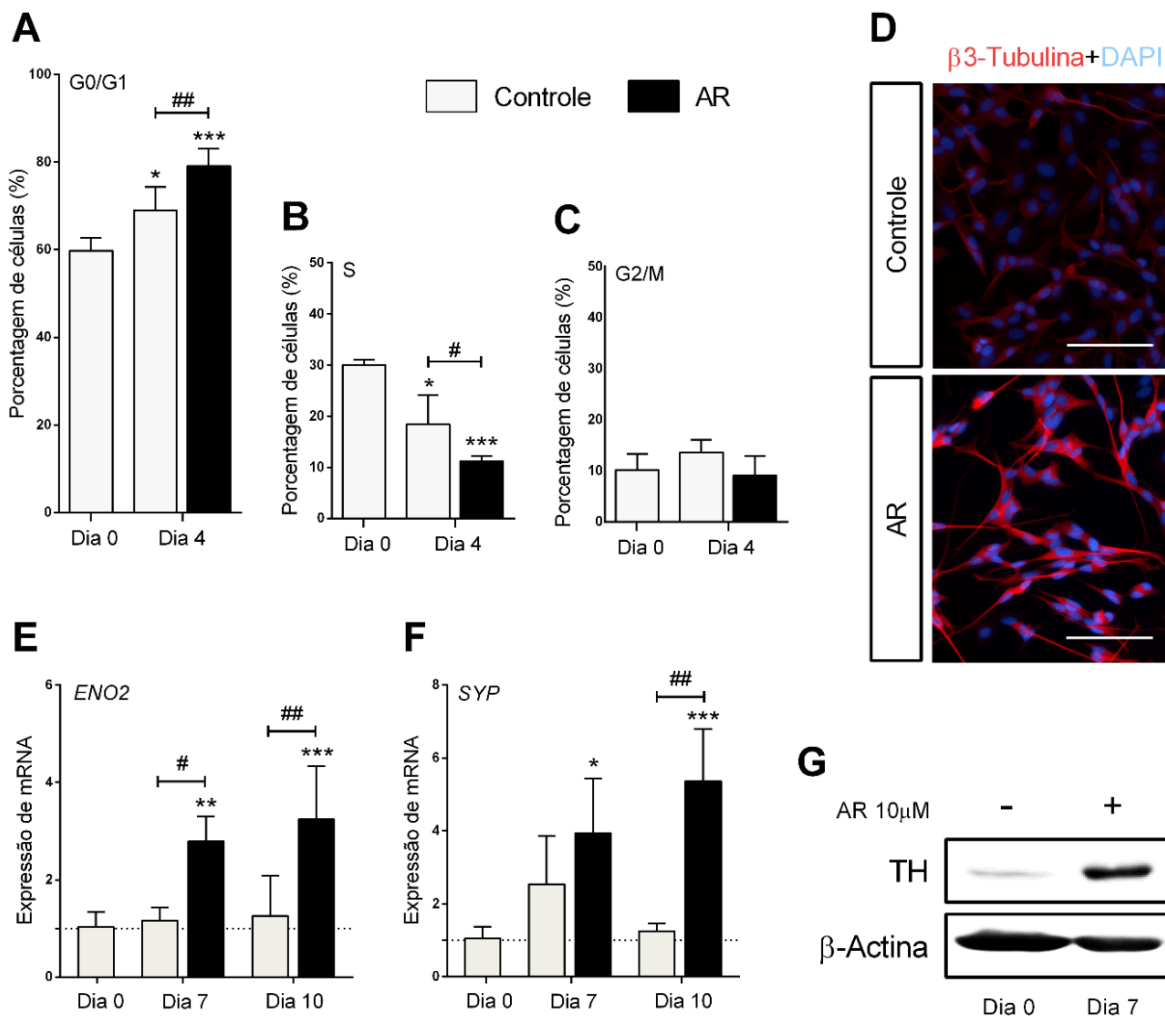 A
G0/G1
Porcentagem de células (%)
100
80
60
40
20
0
##
*
***
Dia 0
Dia 4
Controle
AR
B
S
Porcentagem de células (%)
50
40
30
20
10
0
#
*
***
Dia 0
Dia 4
C
G2/M
Porcentagem de células (%)
50
40
30
20
10
0
Dia 0
Dia 4
D
β3-Tubulina+DAPI
Controle
AR
E
ENO2
Expressão de mRNA
6
4
2
0
#
**
##
***
Dia 0
Dia 7
Dia 10
F
SYP
Expressão de mRNA
8
6
4
2
0
*
##
***
Dia 0
Dia 7
Dia 10
G
AR 10μM - +
TH
β-Actina
Dia 0 Dia 7